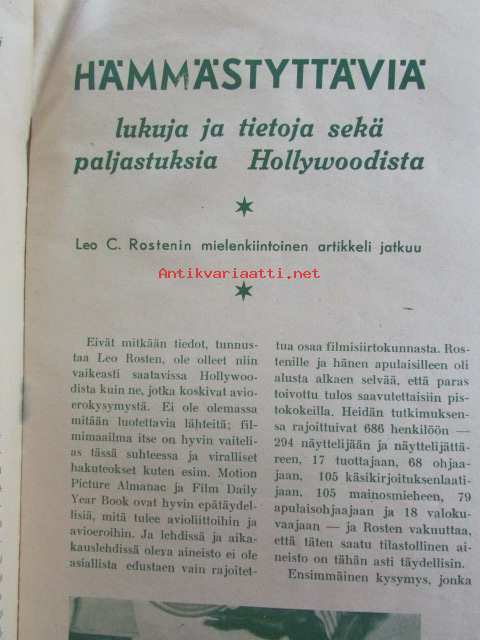 HÄMMÄSTYTTÄVIÄ
lukuja ja tietoja sekä
paljastuksia Hollywoodista
Leo C. Rostenin mielenkiintoinen artikkeli jatkuu
Antikvariaatti.net
Eivät mitkään tiedot, tunnus-
taa Leo Rosten, ole olleet niin
vaikeasti saatavissa Hollywoo-
dista kuin ne, jotka koskivat avio-
erokysymystä. Ei ole olemassa
mitään luotettavia lähteitä; fil-
mimaailma itse on hyvin vaiteli-
as tässä suhteessa ja viralliset
hakuteokset kuten esim. Motion
Picture Almanac ja Film Daily
Year Book ovat hyvin epätäydel-
lisiä, mitä tulee avioliittoihin ja
avioeroihin. Ja lehdissä ja aika-
kauslehdissä oleva aineisto ei ole
asiallista edustaen vain rajoitet-
tua osaa filmisiirtokunnasta. Ros-
tenille ja hänen apulaisilleen oli
alusta alkaen selvää, että paras
toivottu tulos saavutettaisiin pis-
tokokeilla. Heidän tutkimuksen-
sa rajoittuivat 686 henkilöön —
294 näyttelijään ja näyttelijättä-
reen, 17 tuottajaan, 68 ohjaa-
jaan, 105 käsikirjoituksenlaati-
jaan, 105 mainosmieheen, 79
apulaisohjaajaan ja 18 valoku-
vaajaan — ja Rosten vakuuttaa,
että täten saatu tilastollinen ai-
neisto on tähän asti täydellisin.
Ensimmäinen kysymys, jonka